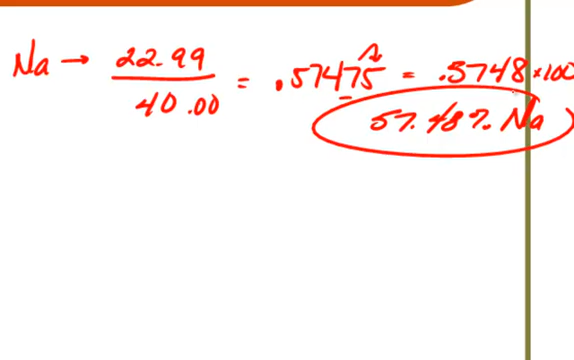 Na → 22.99 / 40.00 = .57475 = .5748 × 100
57.48% Na